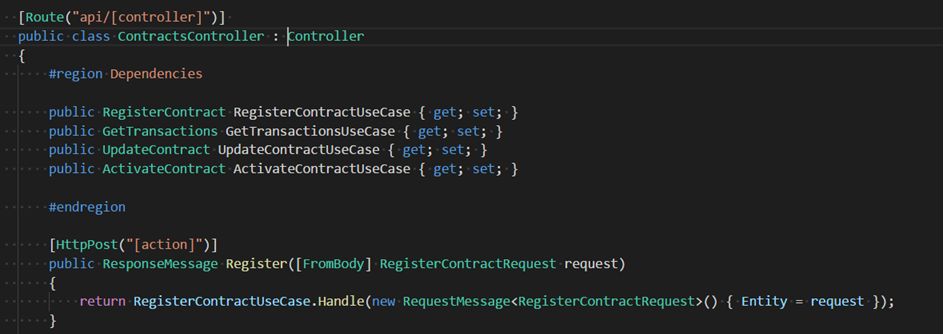 [Route("api/[controller]")]
public class ContractsController : Controller
{
#region Dependencies
public RegisterContract RegisterContractUseCase { get; set; }
public GetTransactions GetTransactionsUseCase { get; set; }
public UpdateContract UpdateContractUseCase { get; set; }
public ActivateContract ActivateContractUseCase { get; set; }
#endregion
[HttpPost("[action]")]
public ResponseMessage Register([FromBody] RegisterContractRequest request)
{
return RegisterContractUseCase.Handle(new RequestMessage<RegisterContractRequest>() { Entity = request });
}